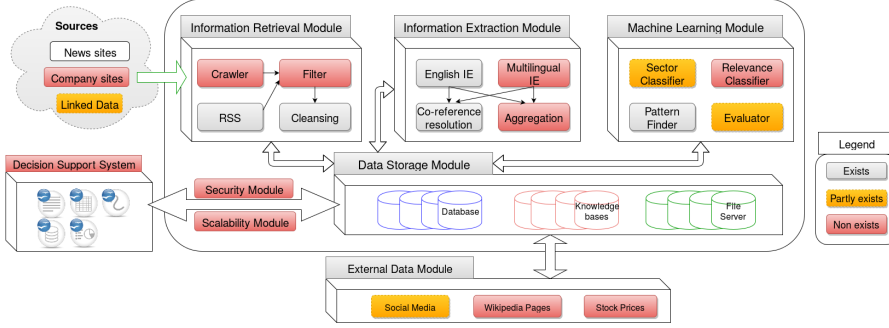 Sources
News sites
Company sites
Linked Data
Information Retrieval Module
Crawler
Filter
RSS
Cleansing
Information Extraction Module
English IE
Multilingual
IE
Co-reference
resolution
Aggregation
Machine Learning Module
Sector
Classifier
Relevance
Classifier
Pattern
Finder
Evaluator
Legend
Exists
Partly exists
Non exists
Decision Support System
Security Module
Scalability Module
Data Storage Module
Database
Knowledge
bases
File
Server
External Data Module
Social Media
Wikipedia Pages
Stock Prices